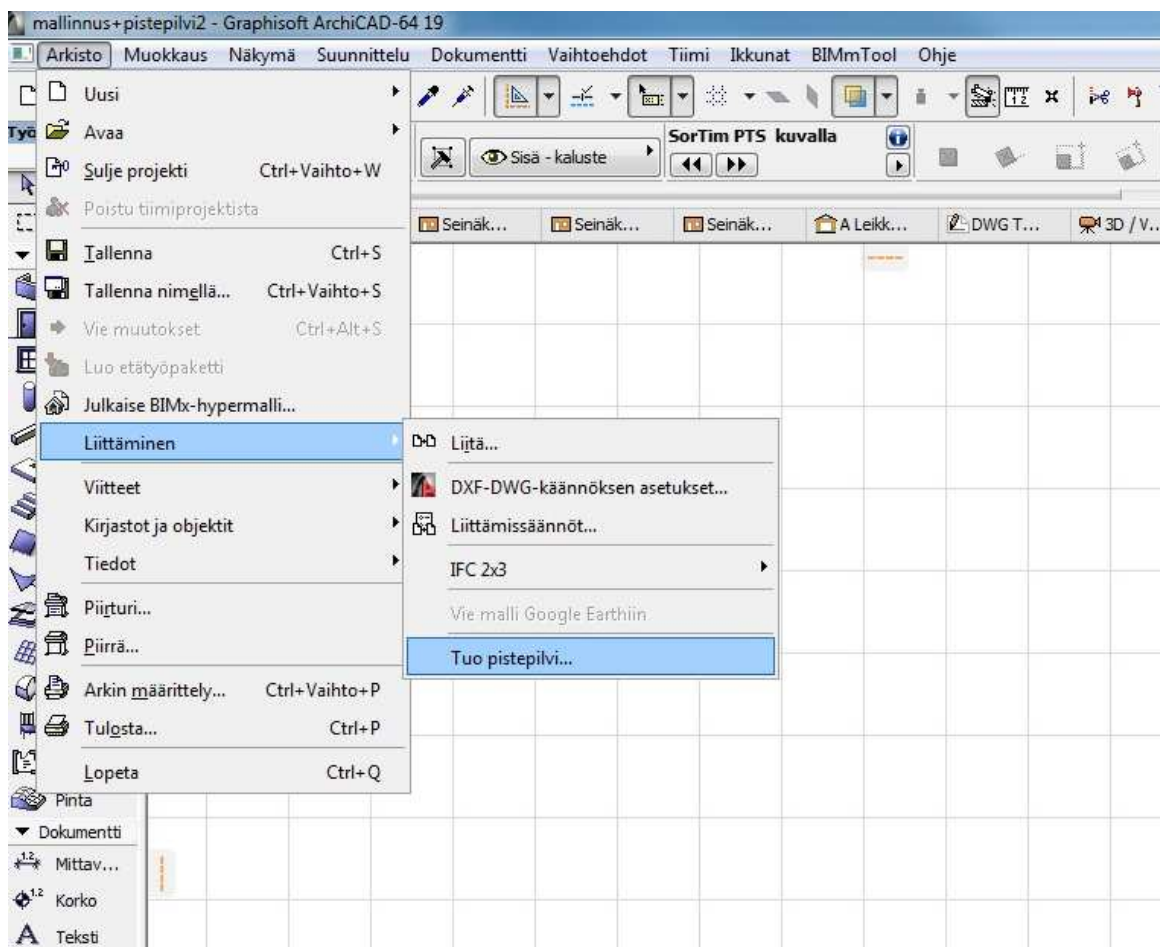 mallinnus+pistepilvi2 - Graphisoft ArchiCAD-64 19
Arkisto Muokkaus Näkymä Suunnittelu Dokumentti Vaihtoehdot Tiimi Ikkunat BIMmTool Ohje
Uusi
Avaa
Sulje projekti Ctrl+Vaihto+W
Poistu tiimiprojektista
Tallenna Ctrl+S
Tallenna nimellä... Ctrl+Vaihto+S
Vie muutokset Ctrl+Alt+S
Luo etätyöpaketti
Julkaise BIMx-hypermalli...
Liittäminen
Viitteet
Kirjastot ja objektit
Tiedot
Piirturi...
Piirrä...
Arkin määrittely... Ctrl+Vaihto+P
Tulosta... Ctrl+P
Lopeta Ctrl+Q
Liitä...
DXF-DWG-käännöksen asetukset...
Liittämissäännöt...
IFC 2x3
Vie malli Google Earthiin
Tuo pistepilvi...
Sisä - kaluste
SorTim PTS kuvalla
Seinäk... Seinäk... Seinäk... A Leikk... DWG T... 3D / V...
Pinta
Dokumentti
1.2 Mittav...
1.2 Korko
A Teksti